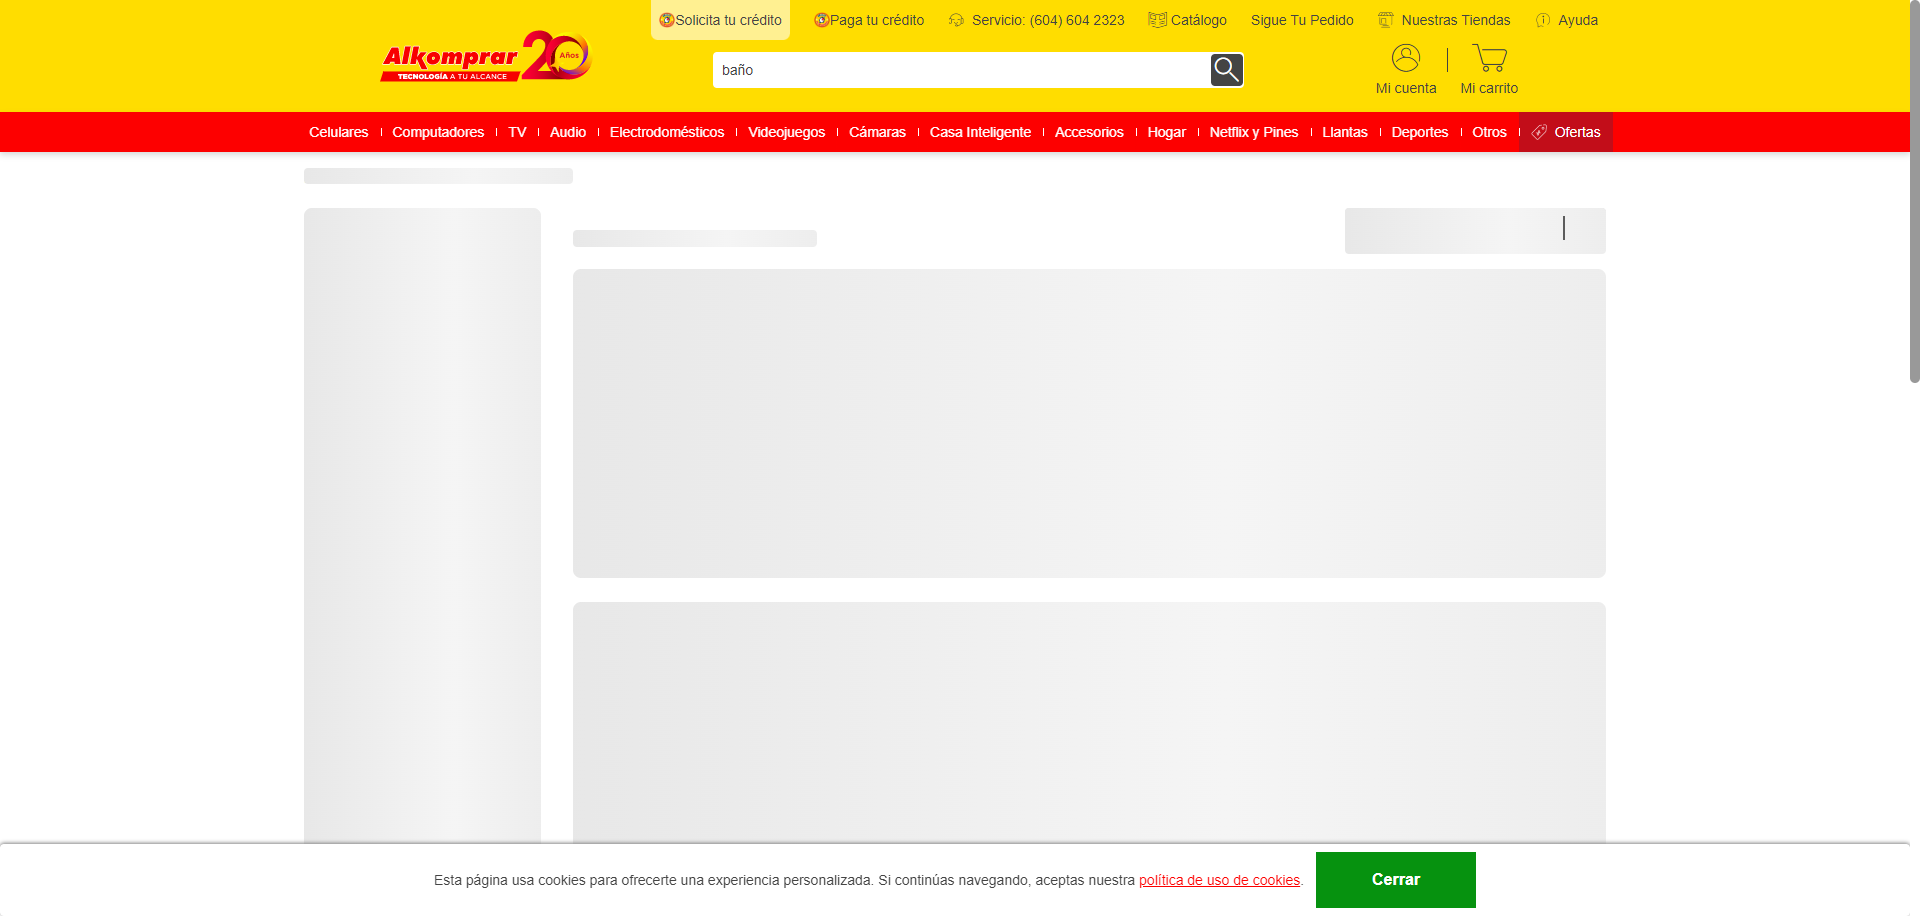 Solicita tu crédito
Paga tu crédito
Servicio: (604) 604 2323
Catálogo
Sigue Tu Pedido
Nuestras Tiendas
Ayuda
Alkomprar 20 Años
TECNOLOGÍA A TU ALCANCE
baño
Mi cuenta
Mi carrito
Celulares
Computadores
TV
Audio
Electrodomésticos
Videojuegos
Cámaras
Casa Inteligente
Accesorios
Hogar
Netflix y Pines
Llantas
Deportes
Otros
Ofertas
Esta página usa cookies para ofrecerte una experiencia personalizada. Si continúas navegando, aceptas nuestra política de uso de cookies.
Cerrar